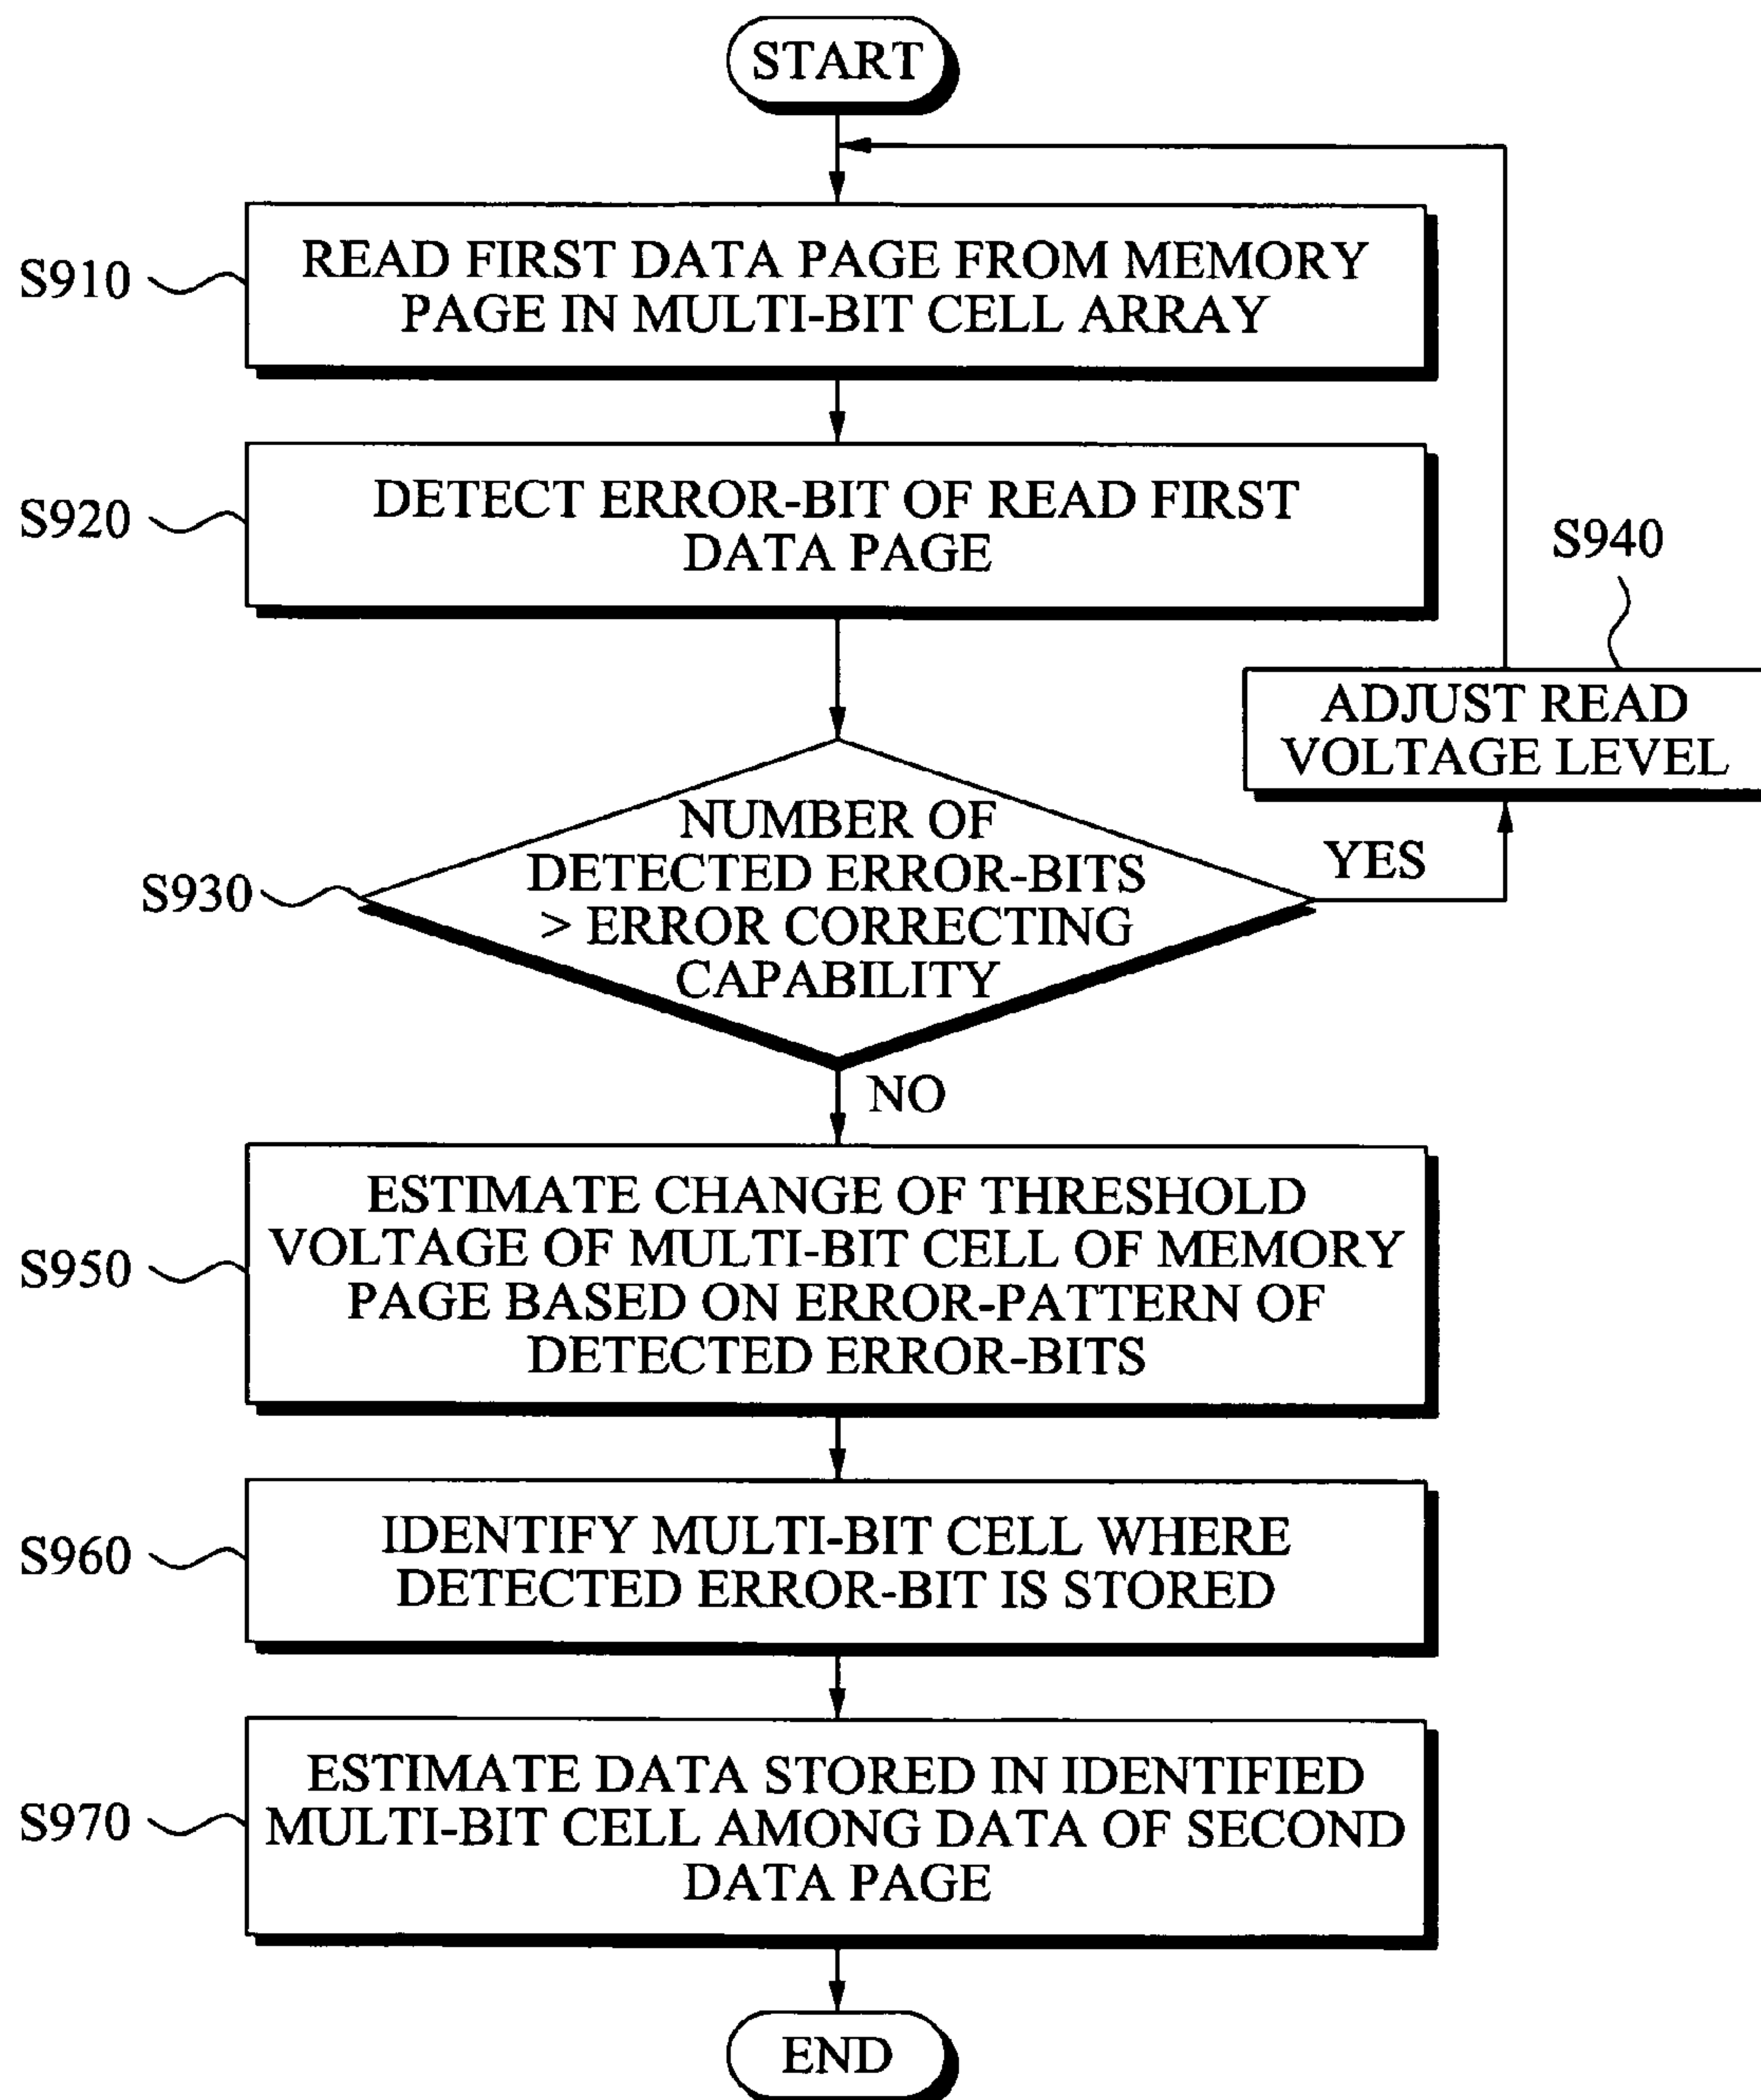 START
S910
READ FIRST DATA PAGE FROM MEMORY
PAGE IN MULTI-BIT CELL ARRAY
S920
DETECT ERROR-BIT OF READ FIRST
DATA PAGE
S940
ADJUST READ
VOLTAGE LEVEL
S930
NUMBER OF
DETECTED ERROR-BITS
> ERROR CORRECTING
CAPABILITY
YES
NO
S950
ESTIMATE CHANGE OF THRESHOLD
VOLTAGE OF MULTI-BIT CELL OF MEMORY
PAGE BASED ON ERROR-PATTERN OF
DETECTED ERROR-BITS
S960
IDENTIFY MULTI-BIT CELL WHERE
DETECTED ERROR-BIT IS STORED
S970
ESTIMATE DATA STORED IN IDENTIFIED
MULTI-BIT CELL AMONG DATA OF SECOND
DATA PAGE
END